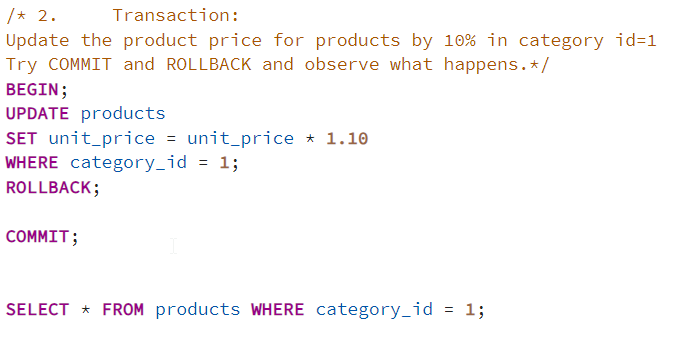 /* 2.     Transaction:
Update the product price for products by 10% in category id=1
Try COMMIT and ROLLBACK and observe what happens.*/
BEGIN;
UPDATE products
SET unit_price = unit_price * 1.10
WHERE category_id = 1;
ROLLBACK;
COMMIT;
SELECT * FROM products WHERE category_id = 1;